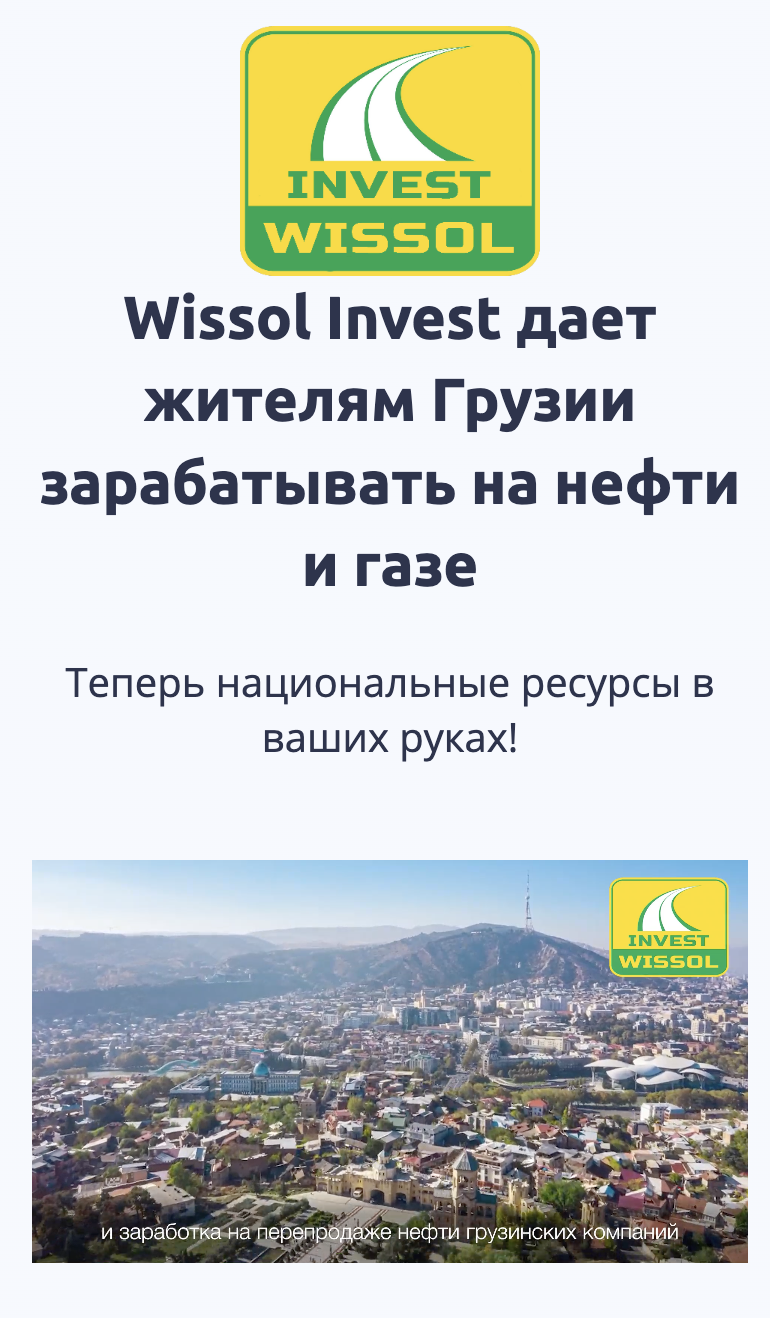 INVEST
WISSOL
Wissol Invest дает
жителям Грузии
зарабатывать на нефти
и газе
Теперь национальные ресурсы в
ваших руках!
INVEST
WISSOL
и заработка на перепродаже нефти грузинских компаний